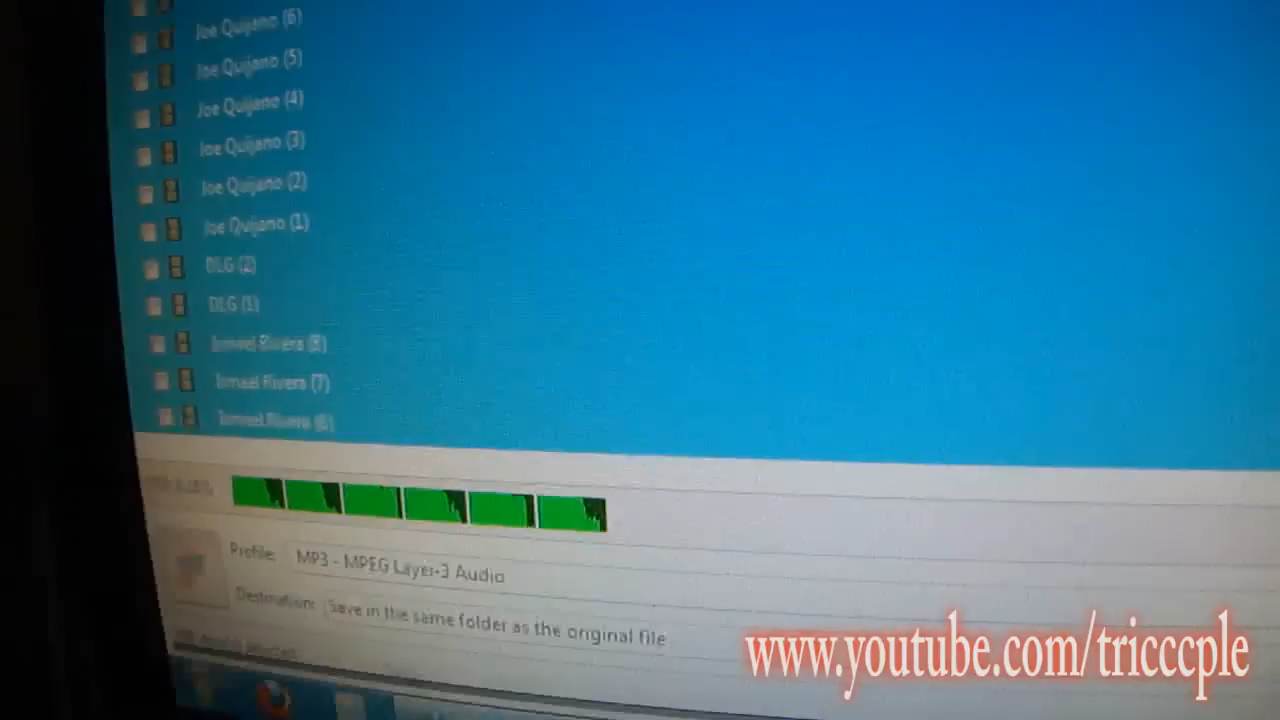 Joe Quijano (6)
Joe Quijano (5)
Joe Quijano (4)
Joe Quijano (3)
Joe Quijano (2)
Joe Quijano (1)
DLG (2)
DLG (1)
Ismael Rivera (8)
Ismael Rivera (7)
Ismael Rivera (6)
Profile: MP3 - MPEG Layer-3 Audio
Destination: Save in the same folder as the original file
www.youtube.com/tricccple